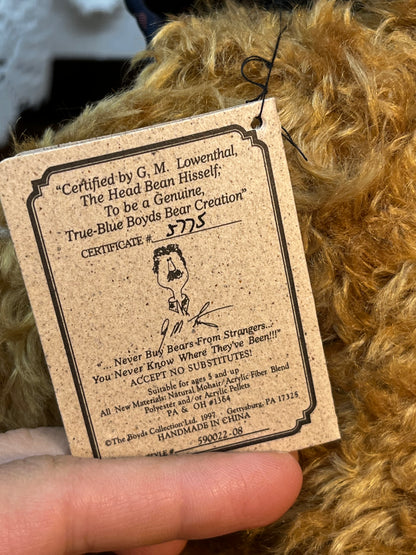 "Certified by G. M. Lowenthal,
The Head Bean Hisself,
To be a Genuine,
True-Blue Boyds Bear Creation"
CERTIFICATE # 5775
"... Never Buy Bears From Strangers...
You Never Know Where They've Been!!!"
ACCEPT NO SUBSTITUTES!
Suitable for ages 5 and up
All New Materials: Natural Mohair/Acrylic Fiber Blend
Polyester and/or Acrylic Pellets
PA & OH #1364
©The Boyds Collection Ltd. 1997 Gettysburg, PA 17325
HANDMADE IN CHINA
STYLE # 590022-08